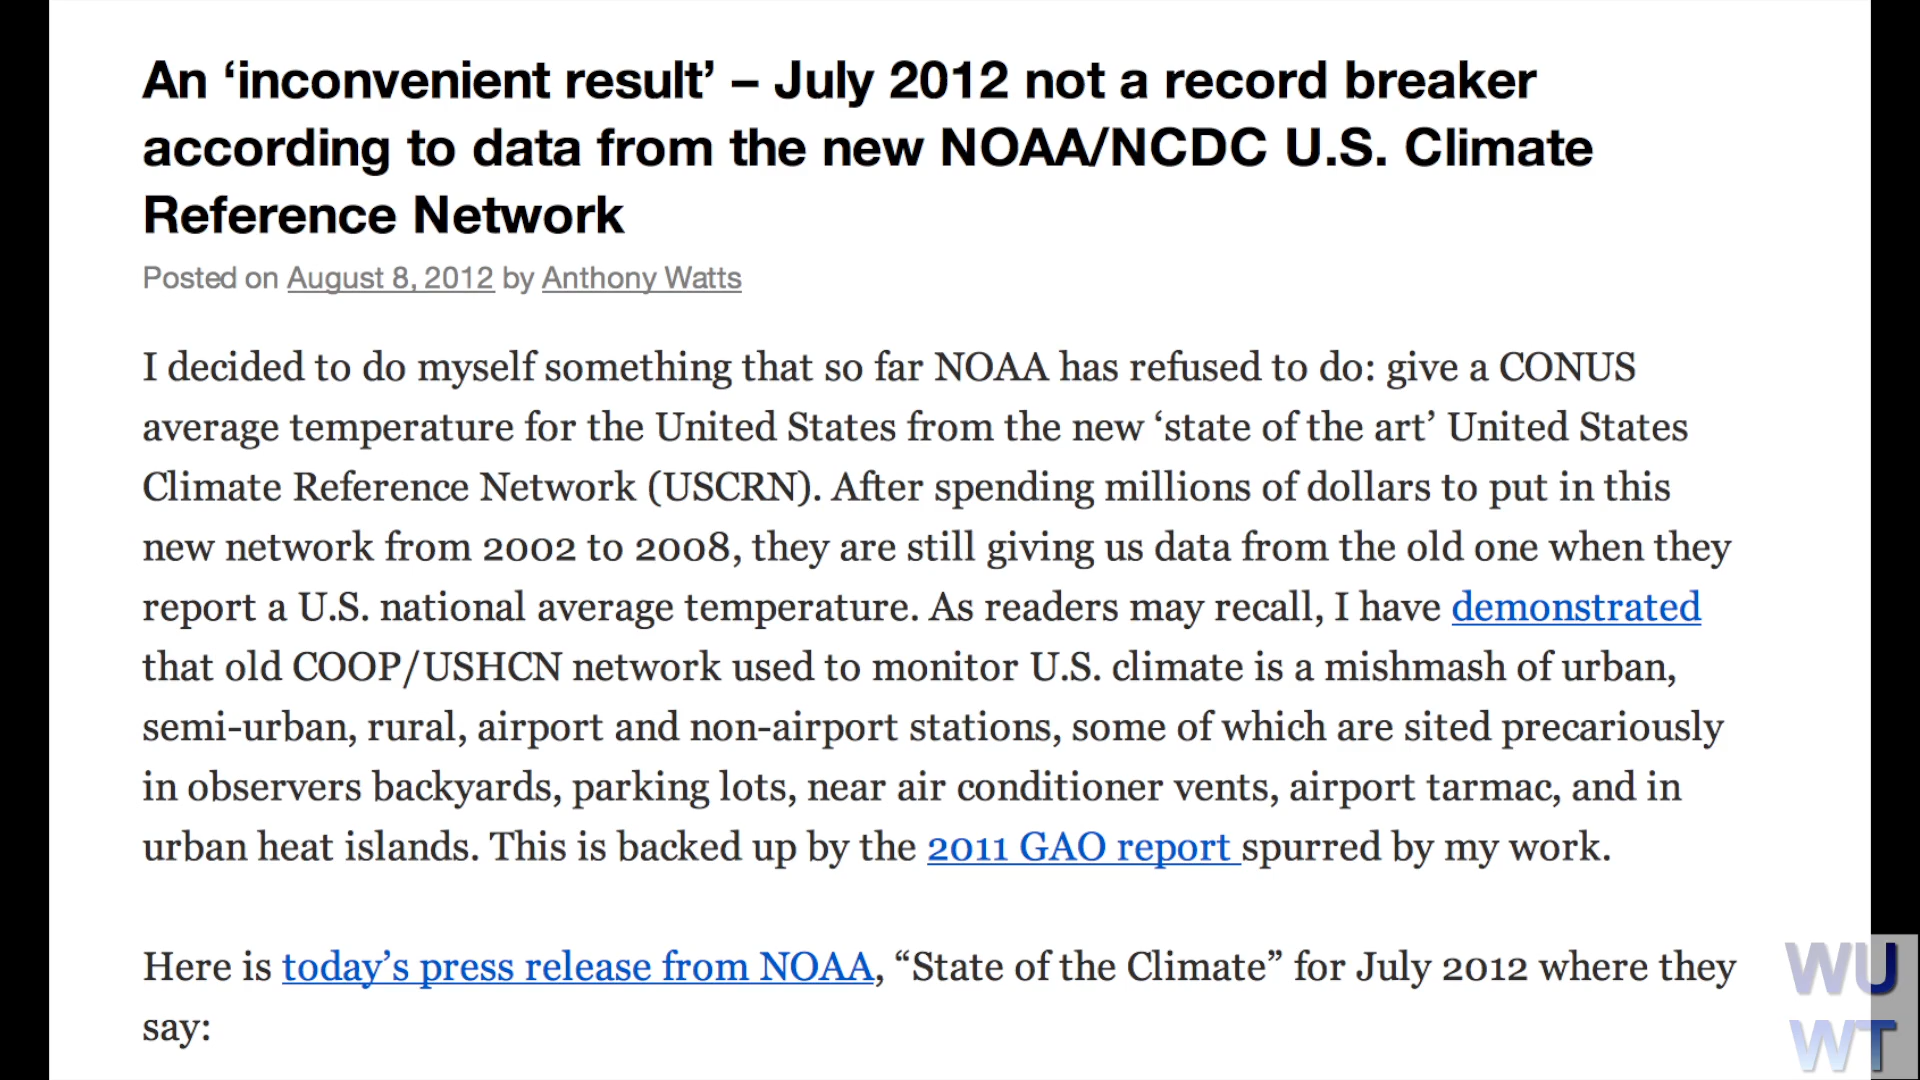 An ‘inconvenient result’ – July 2012 not a record breaker
according to data from the new NOAA/NCDC U.S. Climate
Reference Network
Posted on August 8, 2012 by Anthony Watts
I decided to do myself something that so far NOAA has refused to do: give a CONUS
average temperature for the United States from the new ‘state of the art’ United States
Climate Reference Network (USCRN). After spending millions of dollars to put in this
new network from 2002 to 2008, they are still giving us data from the old one when they
report a U.S. national average temperature. As readers may recall, I have demonstrated
that old COOP/USHCN network used to monitor U.S. climate is a mishmash of urban,
semi-urban, rural, airport and non-airport stations, some of which are sited precariously
in observers backyards, parking lots, near air conditioner vents, airport tarmac, and in
urban heat islands. This is backed up by the 2011 GAO report spurred by my work.
Here is today’s press release from NOAA, “State of the Climate” for July 2012 where they
say:
WU
WT